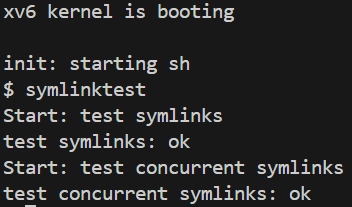 xv6 kernel is booting
init: starting sh
$ symlinktest
Start: test symlinks
test symlinks: ok
Start: test concurrent symlinks
test concurrent symlinks: ok